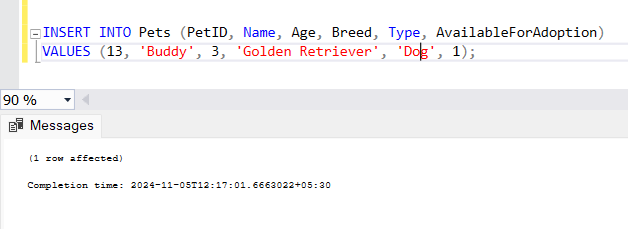 INSERT INTO Pets (PetID, Name, Age, Breed, Type, AvailableForAdoption)
VALUES (13, 'Buddy', 3, 'Golden Retriever', 'Dog', 1);
90 %
Messages
(1 row affected)
Completion time: 2024-11-05T12:17:01.6663022+05:30